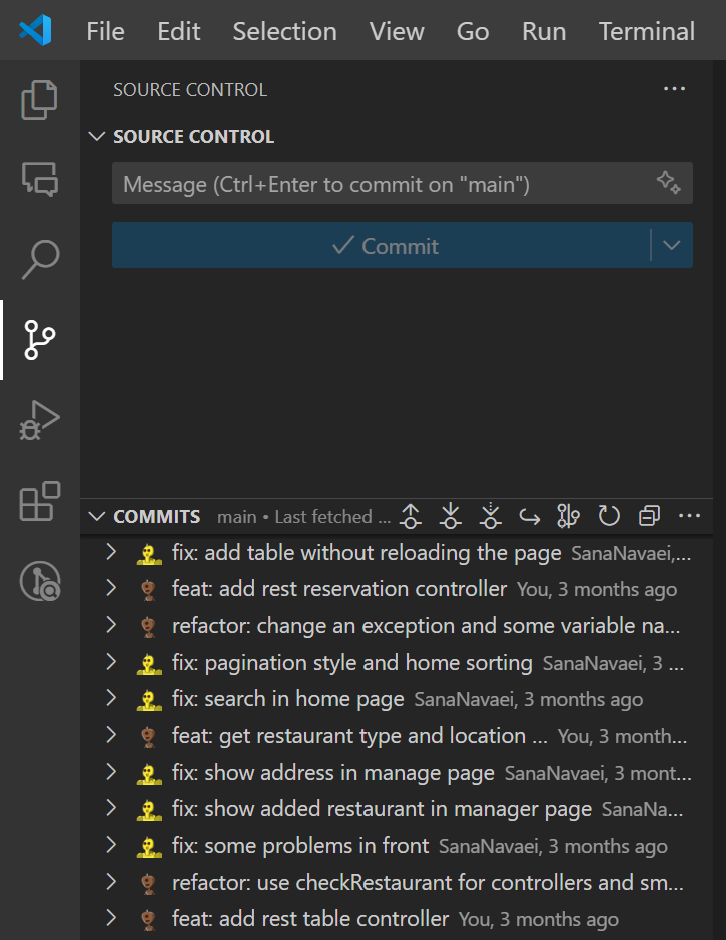 File Edit Selection View Go Run Terminal
SOURCE CONTROL ...
SOURCE CONTROL
Message (Ctrl+Enter to commit on "main")
Commit
COMMITS main • Last fetched ... ...
fix: add table without reloading the page SanaNavaei,...
feat: add rest reservation controller You, 3 months ago
refactor: change an exception and some variable na...
fix: pagination style and home sorting SanaNavaei, 3 ...
fix: search in home page SanaNavaei, 3 months ago
feat: get restaurant type and location ... You, 3 month...
fix: show address in manage page SanaNavaei, 3 mont...
fix: show added restaurant in manager page SanaNa...
fix: some problems in front SanaNavaei, 3 months ago
refactor: use checkRestaurant for controllers and sm...
feat: add rest table controller You, 3 months ago